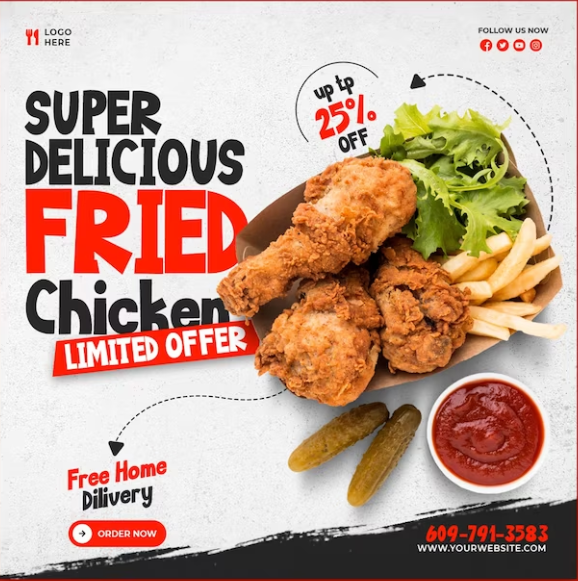 LOGO
HERE
FOLLOW US NOW
SUPER
DELICIOUS
FRIED
Chicken
LIMITED OFFER
up tp
25%
OFF
Free Home
Dilivery
ORDER NOW
609-791-3583
WWW.YOURWEBSITE.COM